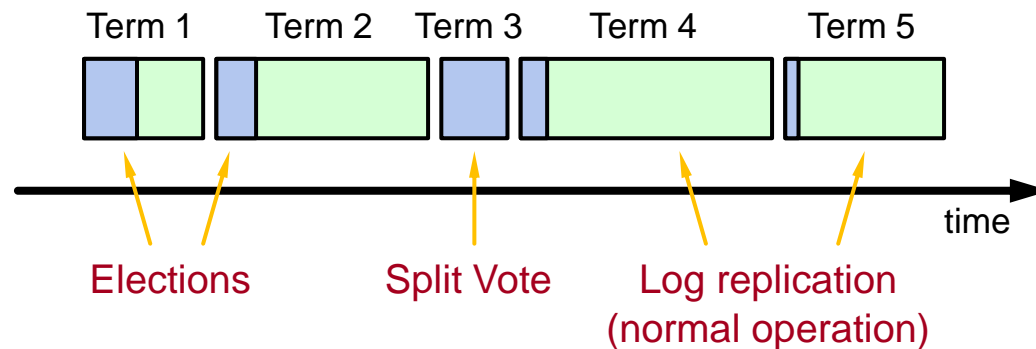 Term 1 Term 2 Term 3 Term 4 Term 5
time
Elections Split Vote Log replication
(normal operation)